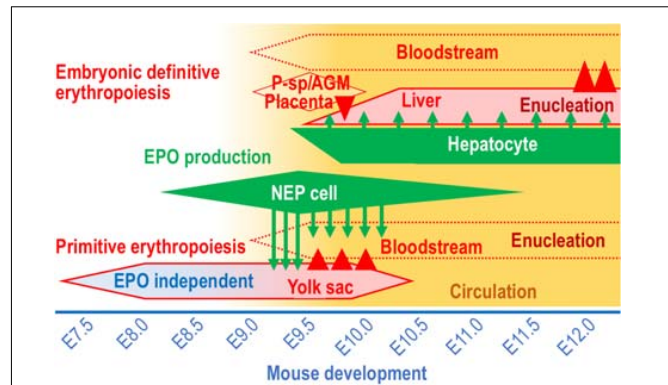 Bloodstream
Embryonic definitive
erythropoiesis
P-sp/AGM
Placenta
Liver
Enucleation
Hepatocyte
EPO production
NEP cell
Primitive erythropoiesis
Bloodstream
Enucleation
EPO independent
Yolk sac
Circulation
E7.5
E8.0
E8.5
E9.0
E9.5
E10.0
E10.5
E11.0
E11.5
E12.0
Mouse development